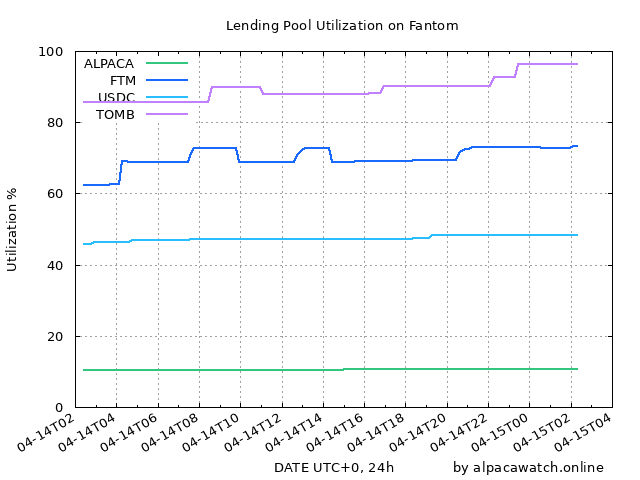 Lending Pool Utilization on Fantom
100
80
60
40
20
0
Utilization %
ALPACA
FTM
USDC
TOMB
04-14T02
04-14T04
04-14T06
04-14T08
04-14T10
04-14T12
04-14T14
04-14T16
04-14T18
04-14T20
04-14T22
04-15T00
04-15T02
04-15T04
DATE UTC+0, 24h
by alpacawatch.online